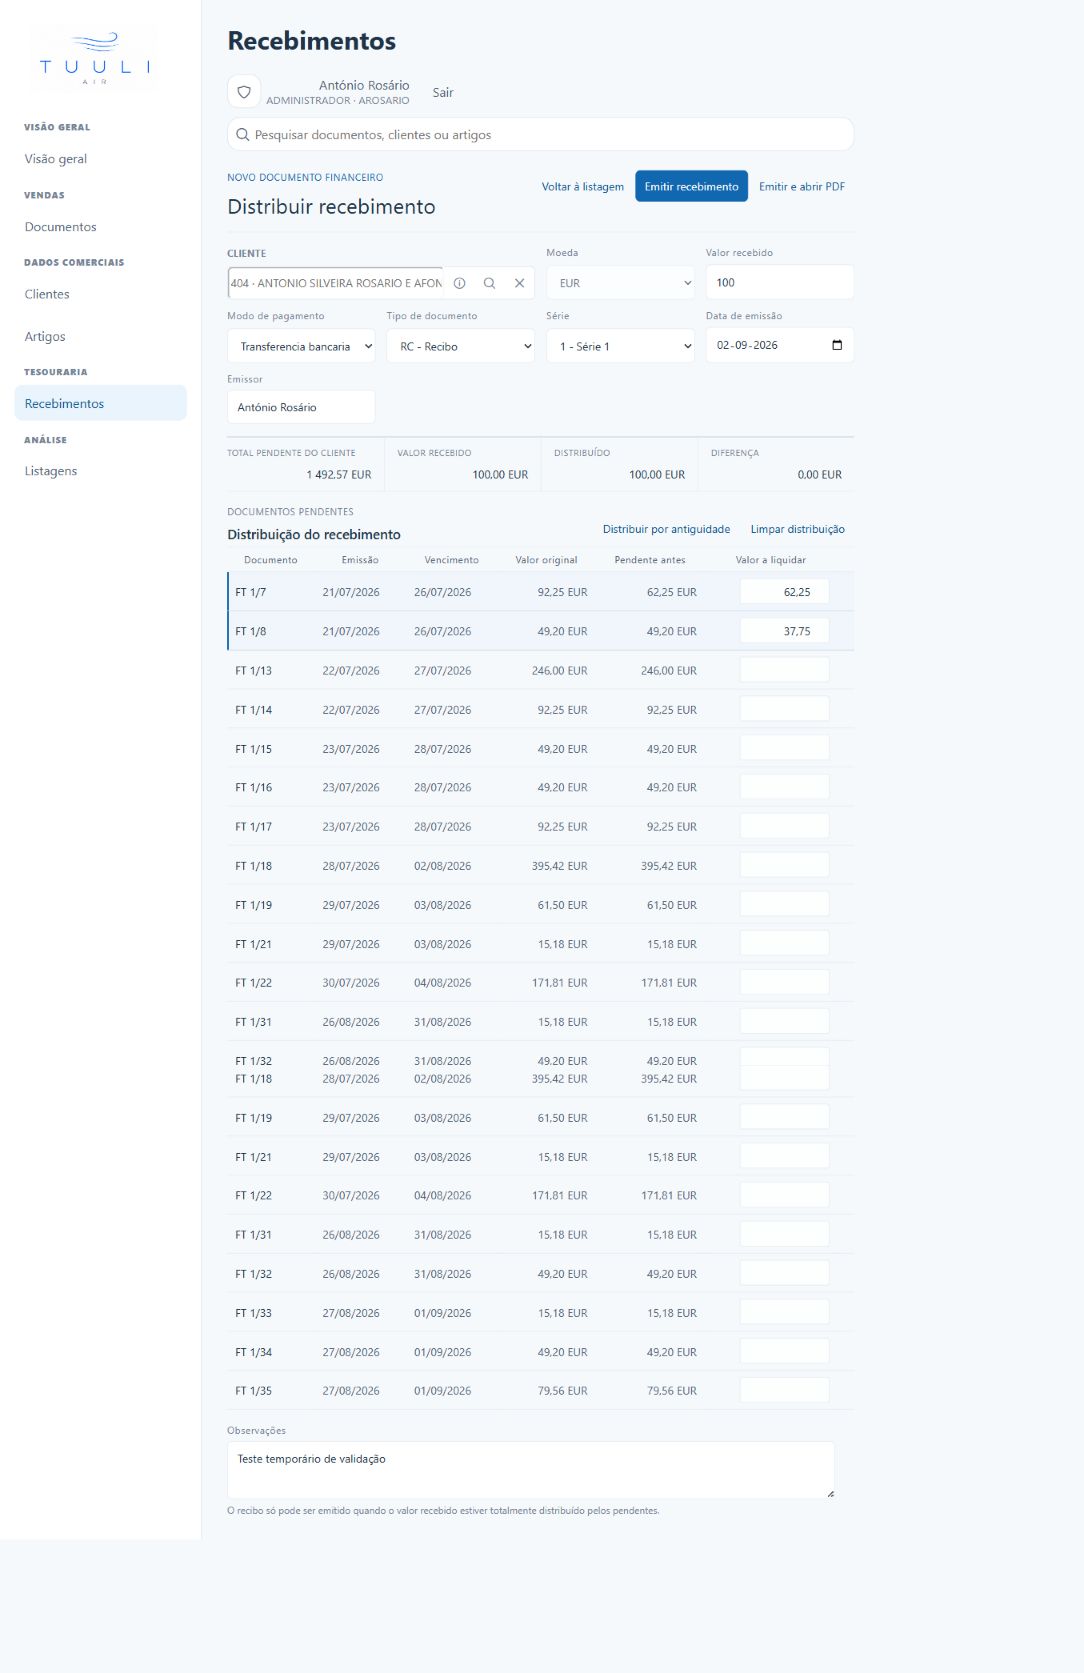 TUULI
AIR
VISÃO GERAL
Visão geral
VENDAS
Documentos
DADOS COMERCIAIS
Clientes
Artigos
TESOURARIA
Recebimentos
ANÁLISE
Listagens
Recebimentos
António Rosário
ADMINISTRADOR · AROSARIO
Sair
Pesquisar documentos, clientes ou artigos
NOVO DOCUMENTO FINANCEIRO
Distribuir recebimento
Voltar à listagem
Emitir recebimento
Emitir e abrir PDF
CLIENTE
Moeda
Valor recebido
404 · ANTONIO SILVEIRA ROSARIO E AFON
EUR
100
Modo de pagamento
Tipo de documento
Série
Data de emissão
Transferencia bancaria
RC - Recibo
1 - Série 1
02-09-2026
Emissor
António Rosário
TOTAL PENDENTE DO CLIENTE
VALOR RECEBIDO
DISTRIBUÍDO
DIFERENÇA
1 492,57 EUR
100,00 EUR
100,00 EUR
0,00 EUR
DOCUMENTOS PENDENTES
Distribuição do recebimento
Distribuir por antiguidade
Limpar distribuição
Documento Emissão Vencimento Valor original Pendente antes Valor a liquidar
FT 1/7 21/07/2026 26/07/2026 92,25 EUR 62,25 EUR 62,25
FT 1/8 21/07/2026 26/07/2026 49,20 EUR 49,20 EUR 37,75
FT 1/13 22/07/2026 27/07/2026 246,00 EUR 246,00 EUR
FT 1/14 22/07/2026 27/07/2026 92,25 EUR 92,25 EUR
FT 1/15 23/07/2026 28/07/2026 49,20 EUR 49,20 EUR
FT 1/16 23/07/2026 28/07/2026 49,20 EUR 49,20 EUR
FT 1/17 23/07/2026 28/07/2026 92,25 EUR 92,25 EUR
FT 1/18 28/07/2026 02/08/2026 395,42 EUR 395,42 EUR
FT 1/19 29/07/2026 03/08/2026 61,50 EUR 61,50 EUR
FT 1/21 29/07/2026 03/08/2026 15,18 EUR 15,18 EUR
FT 1/22 30/07/2026 04/08/2026 171,81 EUR 171,81 EUR
FT 1/31 26/08/2026 31/08/2026 15,18 EUR 15,18 EUR
FT 1/32 26/08/2026 31/08/2026 49,20 EUR 49,20 EUR
FT 1/18 28/07/2026 02/08/2026 395,42 EUR 395,42 EUR
FT 1/19 29/07/2026 03/08/2026 61,50 EUR 61,50 EUR
FT 1/21 29/07/2026 03/08/2026 15,18 EUR 15,18 EUR
FT 1/22 30/07/2026 04/08/2026 171,81 EUR 171,81 EUR
FT 1/31 26/08/2026 31/08/2026 15,18 EUR 15,18 EUR
FT 1/32 26/08/2026 31/08/2026 49,20 EUR 49,20 EUR
FT 1/33 27/08/2026 01/09/2026 15,18 EUR 15,18 EUR
FT 1/34 27/08/2026 01/09/2026 49,20 EUR 49,20 EUR
FT 1/35 27/08/2026 01/09/2026 79,56 EUR 79,56 EUR
Observações
Teste temporário de validação
O recibo só pode ser emitido quando o valor recebido estiver totalmente distribuído pelos pendentes.